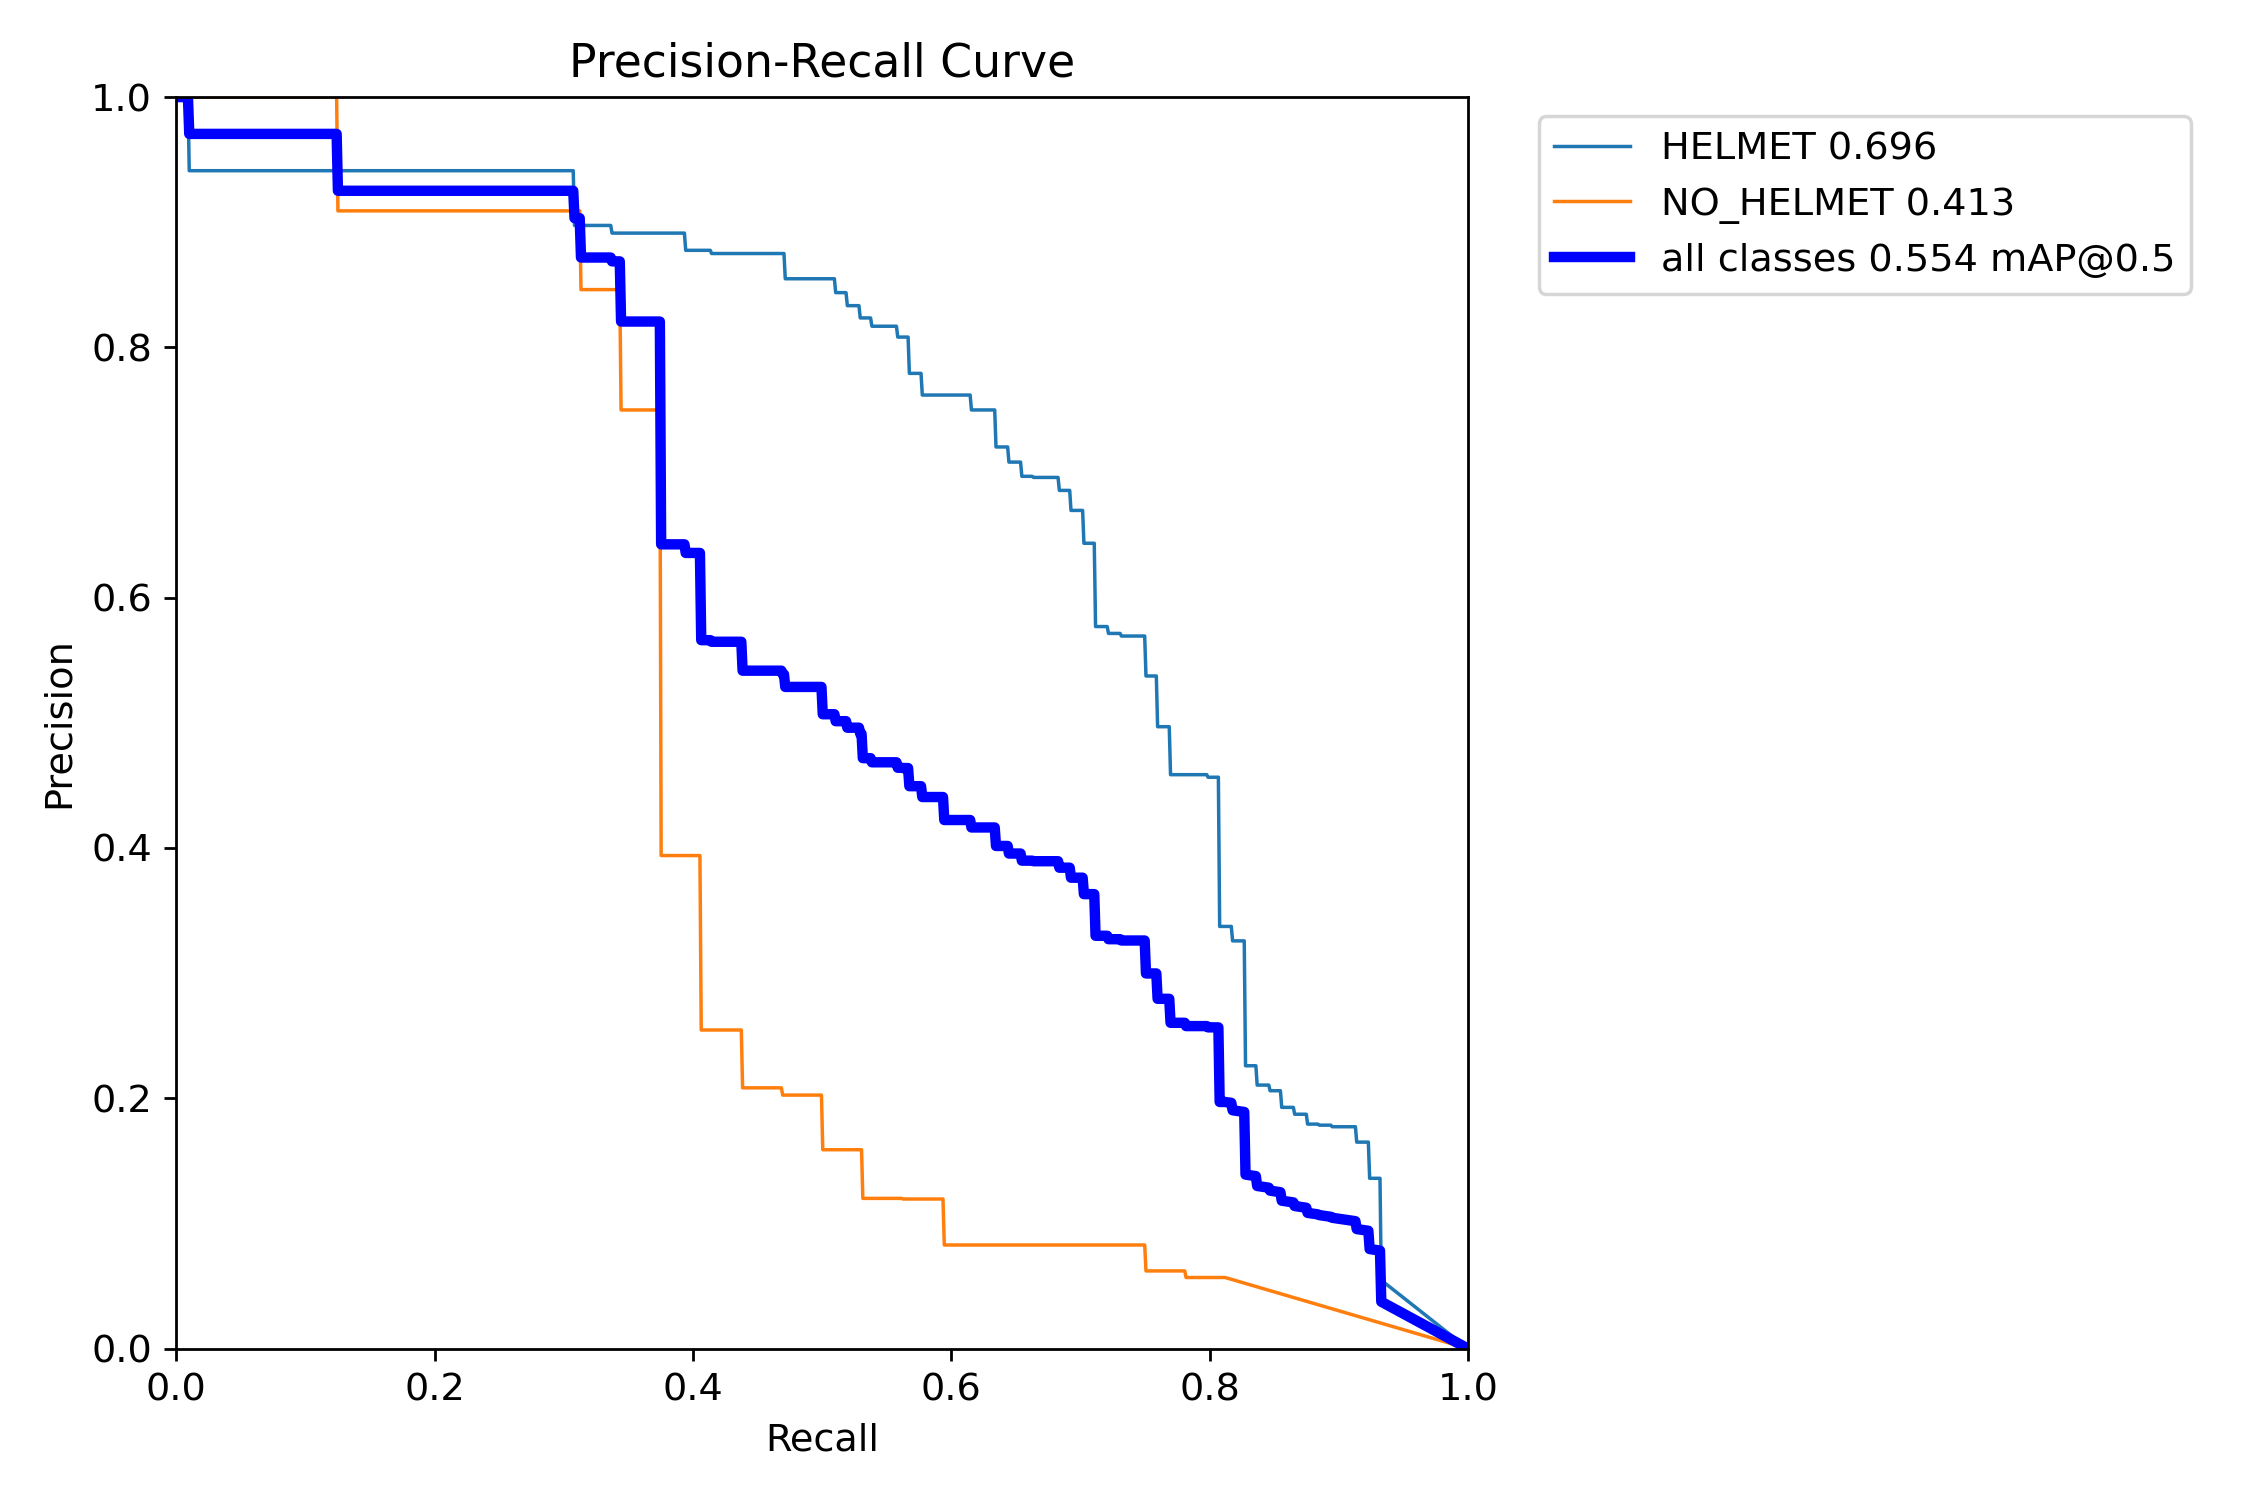 Precision-Recall Curve
1.0
0.8
0.6
0.4
0.2
0.0
Precision
0.0 0.2 0.4 0.6 0.8 1.0
Recall
HELMET 0.696
NO_HELMET 0.413
all classes 0.554 mAP@0.5